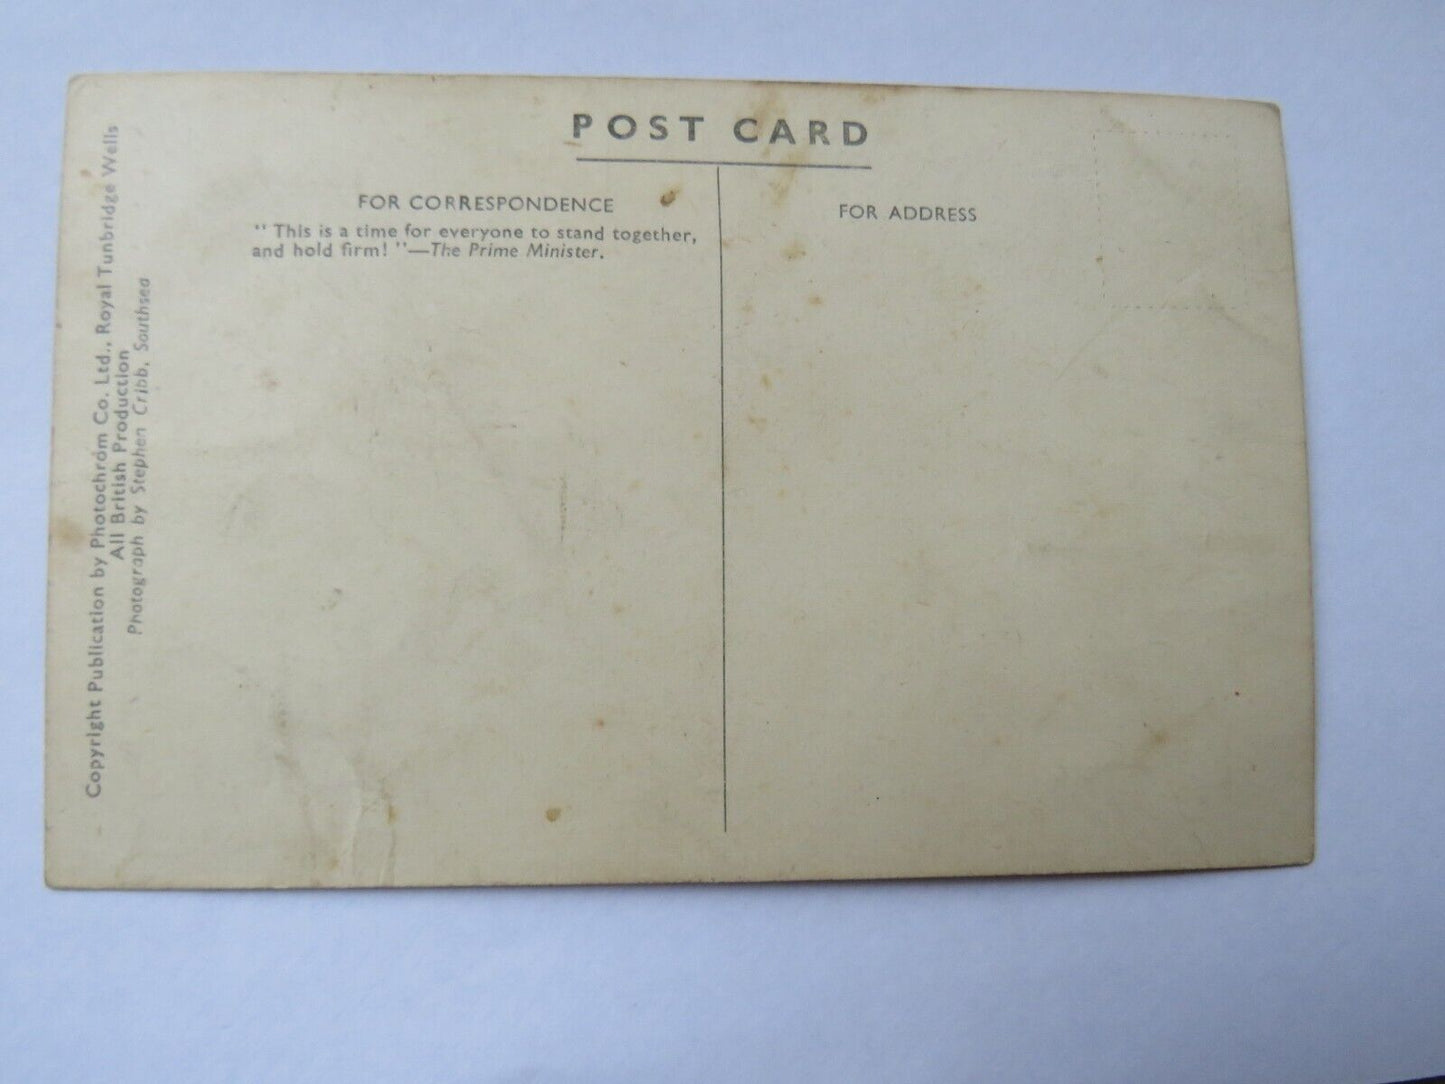 POST CARD
FOR CORRESPONDENCE
" This is a time for everyone to stand together,
and hold firm! "—The Prime Minister.
FOR ADDRESS
Copyright Publication by Photochrom Co. Ltd., Royal Tunbridge Wells
All British Production
Photograph by Stephen Cribb, Southsea